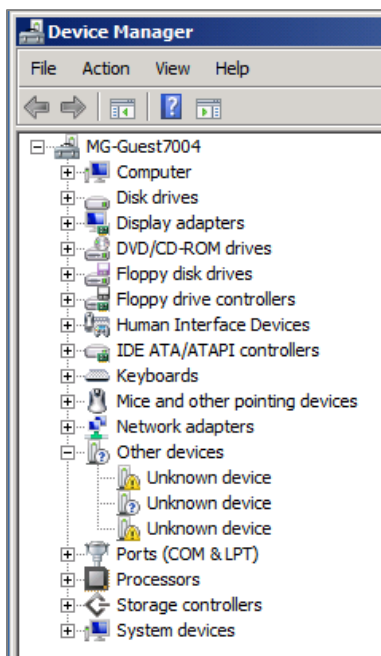 Device Manager
File Action View Help
MG-Guest7004
Computer
Disk drives
Display adapters
DVD/CD-ROM drives
Floppy disk drives
Floppy drive controllers
Human Interface Devices
IDE ATA/ATAPI controllers
Keyboards
Mice and other pointing devices
Network adapters
Other devices
Unknown device
Unknown device
Unknown device
Ports (COM & LPT)
Processors
Storage controllers
System devices